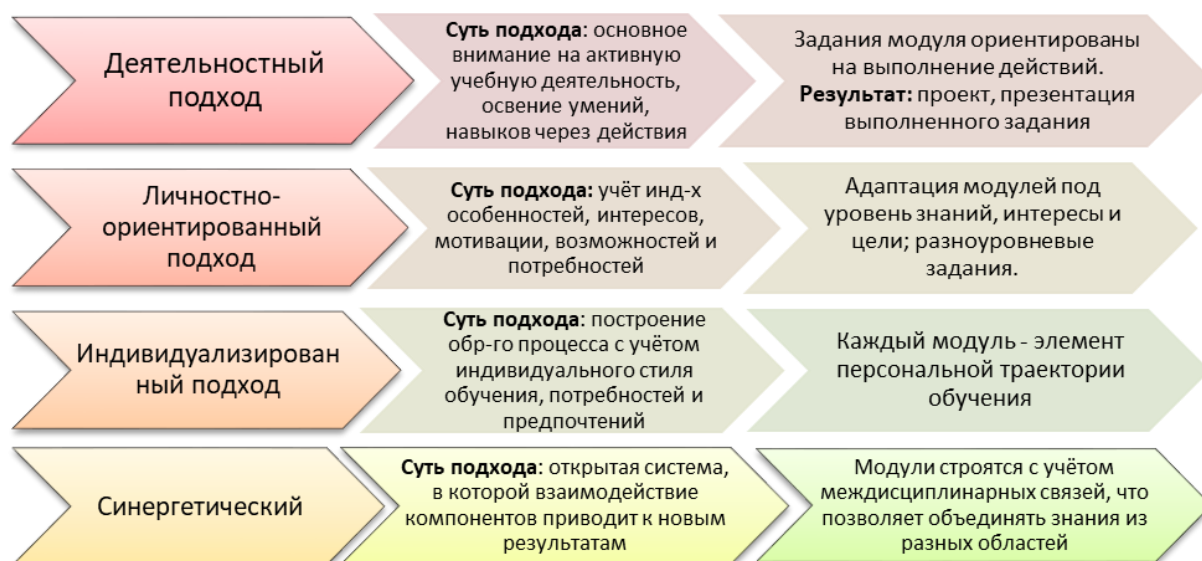 Деятельностный
подход
Суть подхода: основное
внимание на активную
учебную деятельность,
освение умений,
навыков через действия
Задания модуля ориентированы
на выполнение действий.
Результат: проект, презентация
выполненного задания
Личностно-
ориентированный
подход
Суть подхода: учёт инд-х
особенностей, интересов,
мотивации, возможностей и
потребностей
Адаптация модулей под
уровень знаний, интересы и
цели; разноуровневые
задания.
Индивидуализирован
ный подход
Суть подхода: построение
обр-го процесса с учётом
индивидуального стиля
обучения, потребностей и
предпочтений
Каждый модуль - элемент
персональной траектории
обучения
Синергетический
Суть подхода: открытая система,
в которой взаимодействие
компонентов приводит к новым
результатам
Модули строятся с учётом
междисциплинарных связей, что
позволяет объединять знания из
разных областей